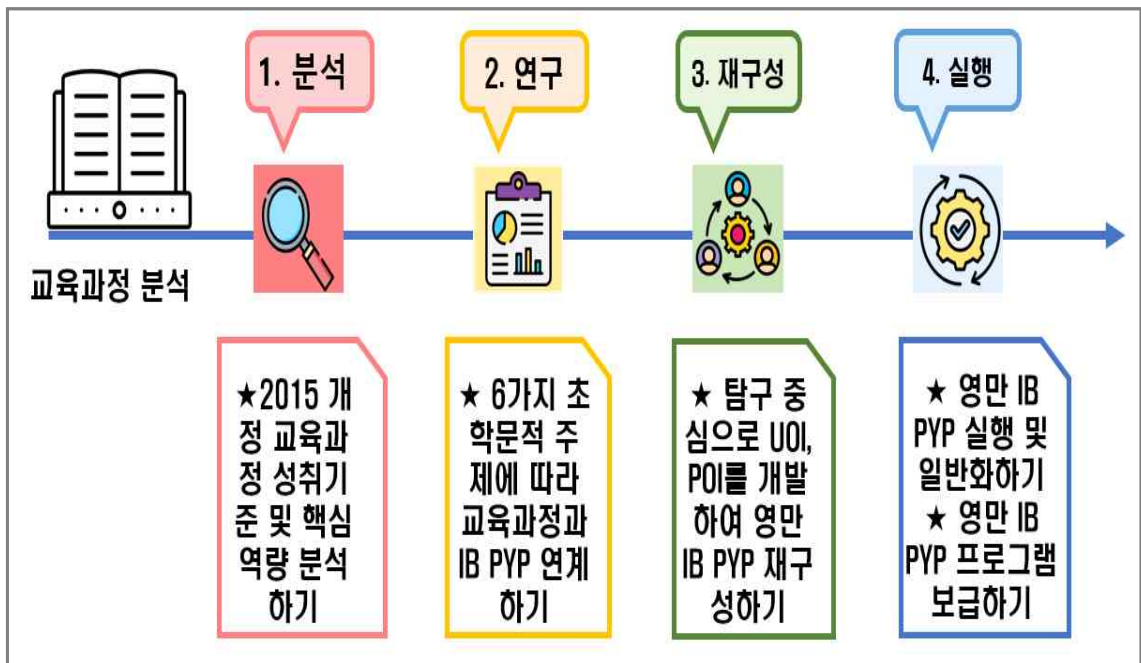 1. 분석
2. 연구
3. 재구성
4. 실행
교육과정 분석
★2015 개
정 교육과
정 성취기
준 및 핵심
역량 분석
하기
★ 6가지 초
학문적 주
제에 따라
교육과정과
IB PYP 연계
하기
★ 탐구 중
심으로 UOI,
POI를 개발
하여 영만
IB PYP 재구
성하기
★ 영만 IB
PYP 실행 및
일반화하기
★ 영만 IB
PYP 프로그램
보급하기